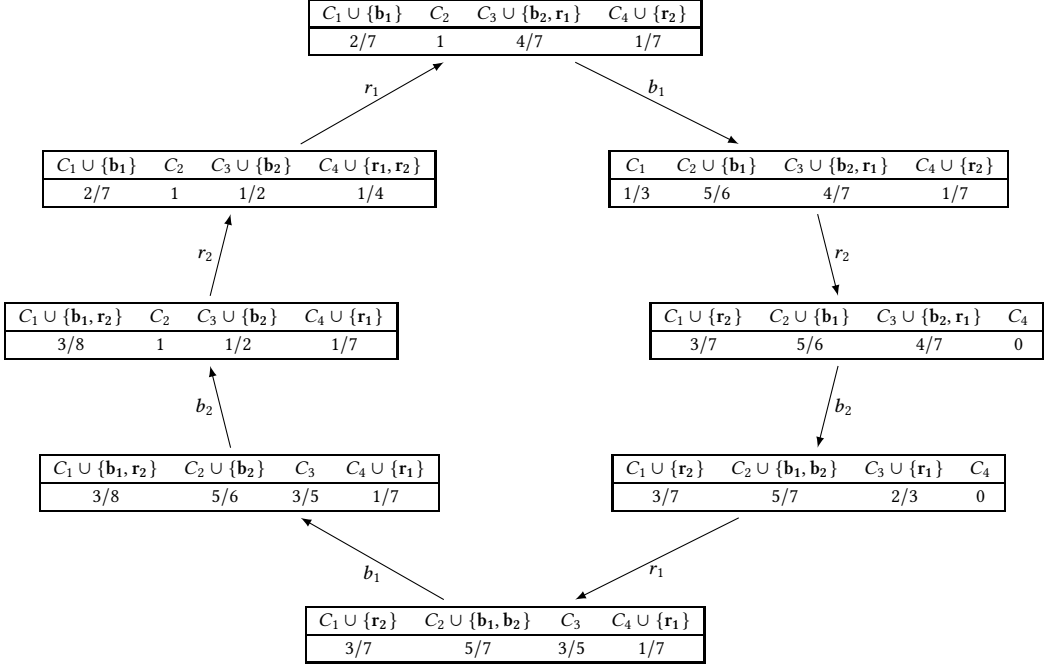 C₁ ∪ {b₁} C₂ C₃ ∪ {b₂, r₁} C₄ ∪ {r₂}
2/7 1 4/7 1/7
r₁ b₁
C₁ ∪ {b₁} C₂ C₃ ∪ {b₂} C₄ ∪ {r₁, r₂}
2/7 1 1/2 1/4
C₁ C₂ ∪ {b₁} C₃ ∪ {b₂, r₁} C₄ ∪ {r₂}
1/3 5/6 4/7 1/7
r₂ r₂
C₁ ∪ {b₁, r₂} C₂ C₃ ∪ {b₂} C₄ ∪ {r₁}
3/8 1 1/2 1/7
C₁ ∪ {r₂} C₂ ∪ {b₁} C₃ ∪ {b₂, r₁} C₄
3/7 5/6 4/7 0
b₂ b₂
C₁ ∪ {b₁, r₂} C₂ ∪ {b₂} C₃ C₄ ∪ {r₁}
3/8 5/6 3/5 1/7
C₁ ∪ {r₂} C₂ ∪ {b₁, b₂} C₃ ∪ {r₁} C₄
3/7 5/7 2/3 0
b₁ r₁
C₁ ∪ {r₂} C₂ ∪ {b₁, b₂} C₃ C₄ ∪ {r₁}
3/7 5/7 3/5 1/7